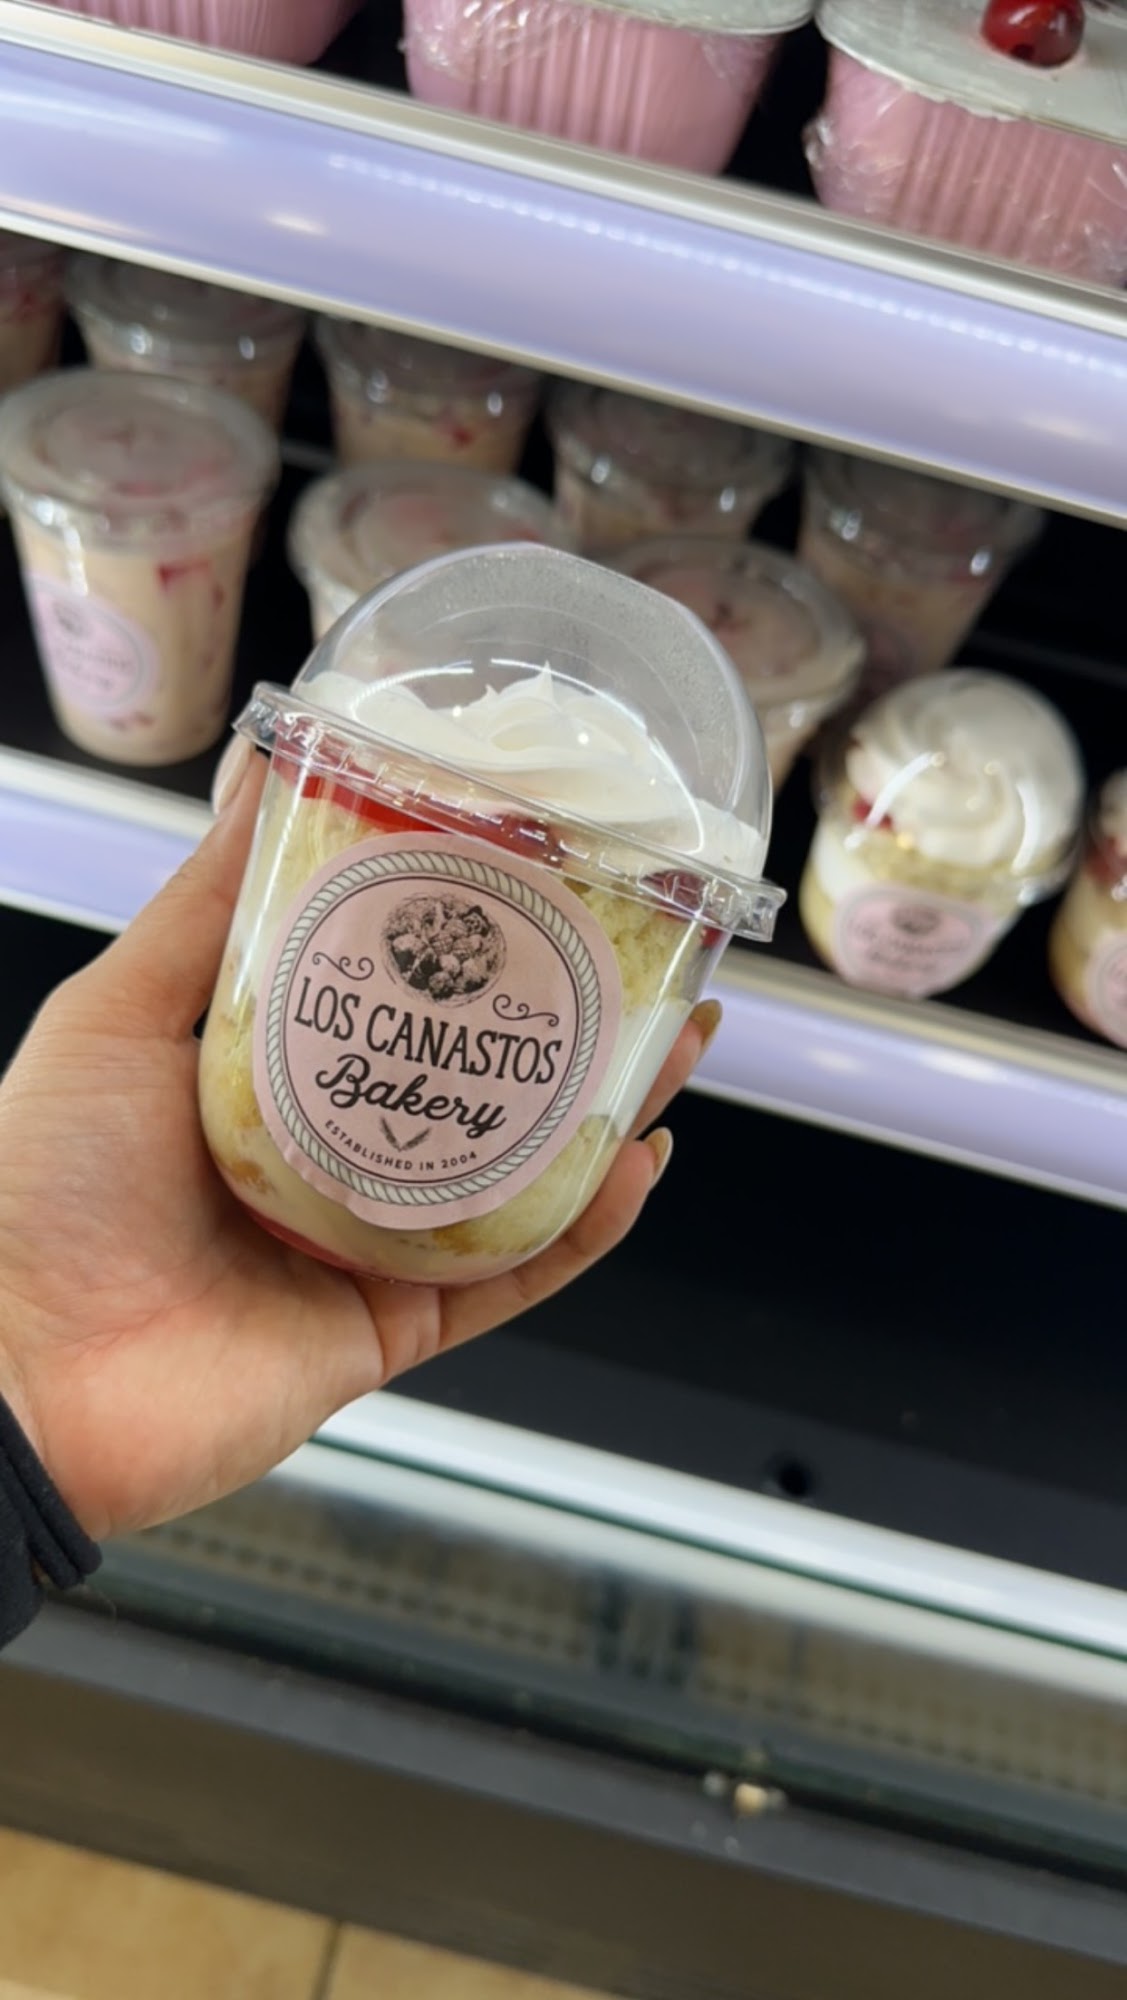 LOS CANASTOS
Bakery
ESTABLISHED IN 2004